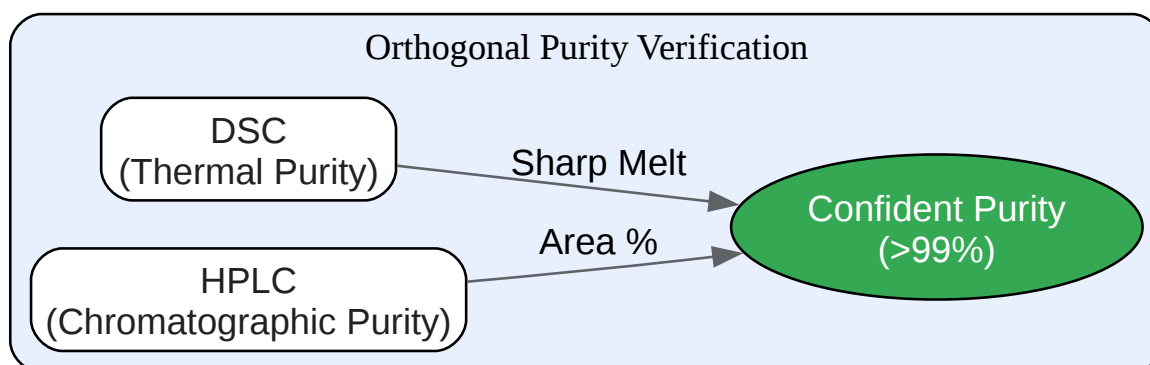 Orthogonal Purity Verification
DSC
(Thermal Purity)
Sharp Melt
Confident Purity
(>99%)
Area %
HPLC
(Chromatographic Purity)